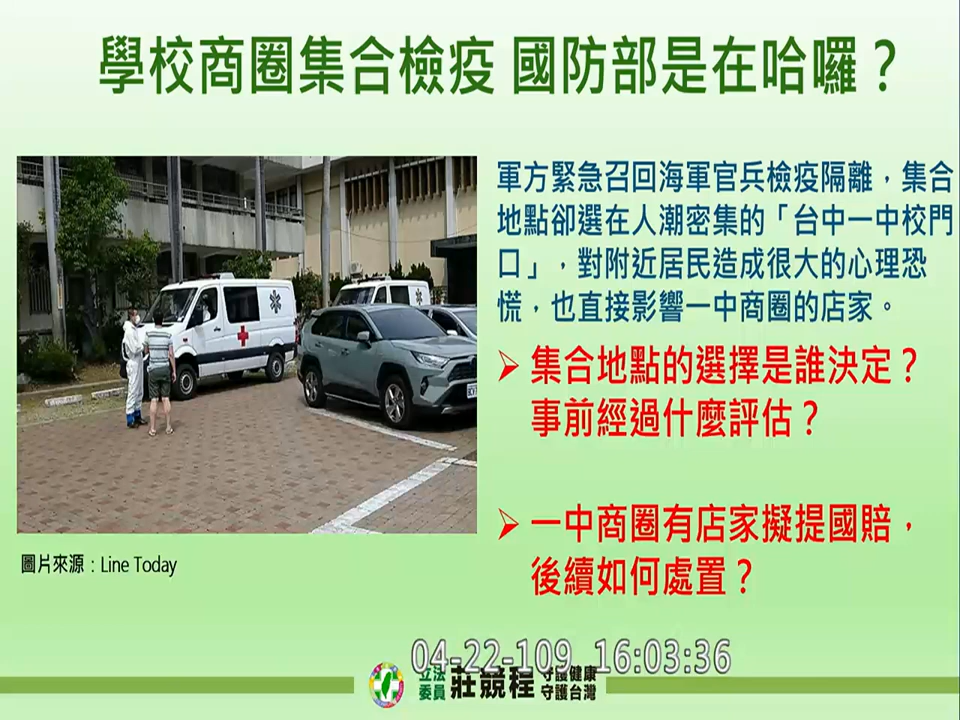 學校商圈集合檢疫 國防部是在哈囉？
軍方緊急召回海軍官兵檢疫隔離，集合
地點卻選在人潮密集的「台中一中校門
口」，對附近居民造成很大的心理恐
慌，也直接影響一中商圈的店家。
➢ 集合地點的選擇是誰決定？
事前經過什麼評估？
➢ 一中商圈有店家擬提國賠，
後續如何處置？
圖片來源：Line Today
04-22-109 16:03:36
立法委員 莊競程 守護健康
守護台灣